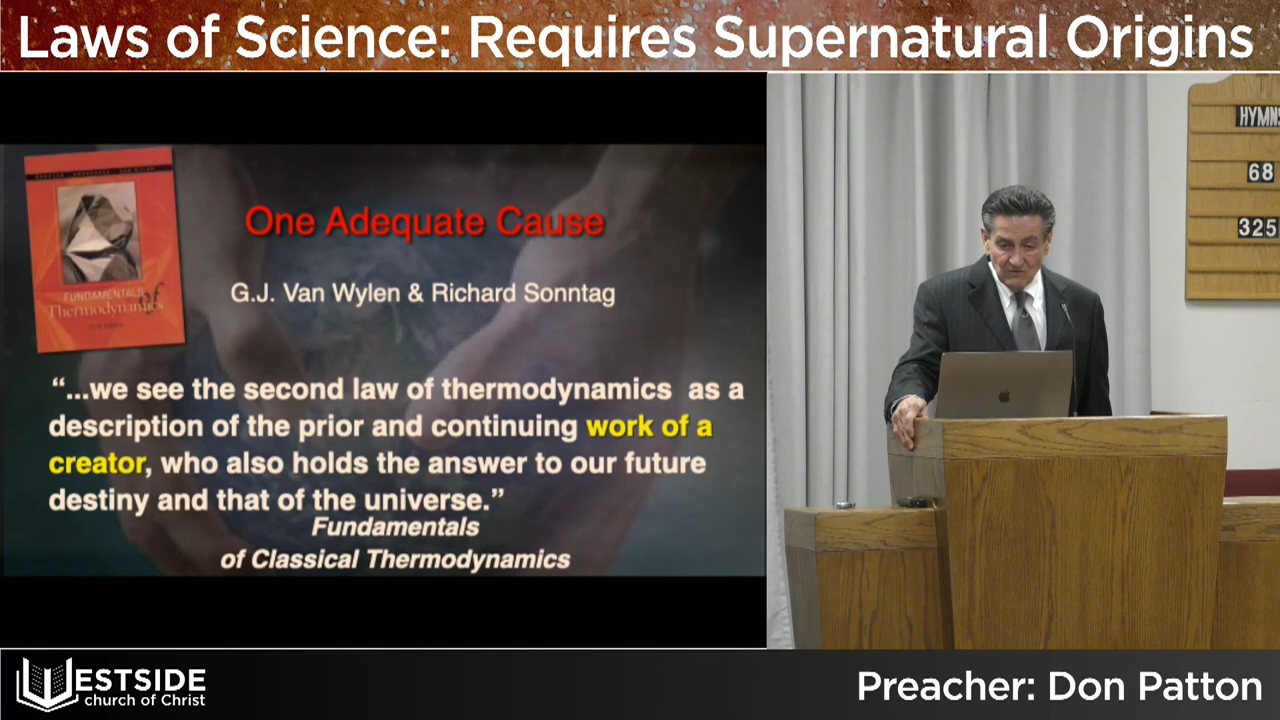 Laws of Science: Requires Supernatural Origins
FUNDAMENTALS
of
Thermodynamics
One Adequate Cause
G.J. Van Wylen & Richard Sonntag
“...we see the second law of thermodynamics as a
description of the prior and continuing work of a
creator, who also holds the answer to our future
destiny and that of the universe.”
Fundamentals
of Classical Thermodynamics
HYMNS
68
325
WESTSIDE
church of Christ
Preacher: Don Patton